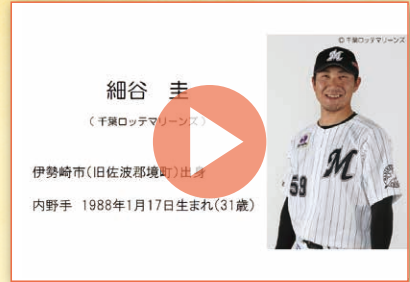 ©千葉ロッテマリーンズ
細谷 圭
(千葉ロッテマリーンズ)
伊勢崎市(旧佐波郡境町)出身
内野手 1988年1月17日生まれ(31歳)
M
M
59